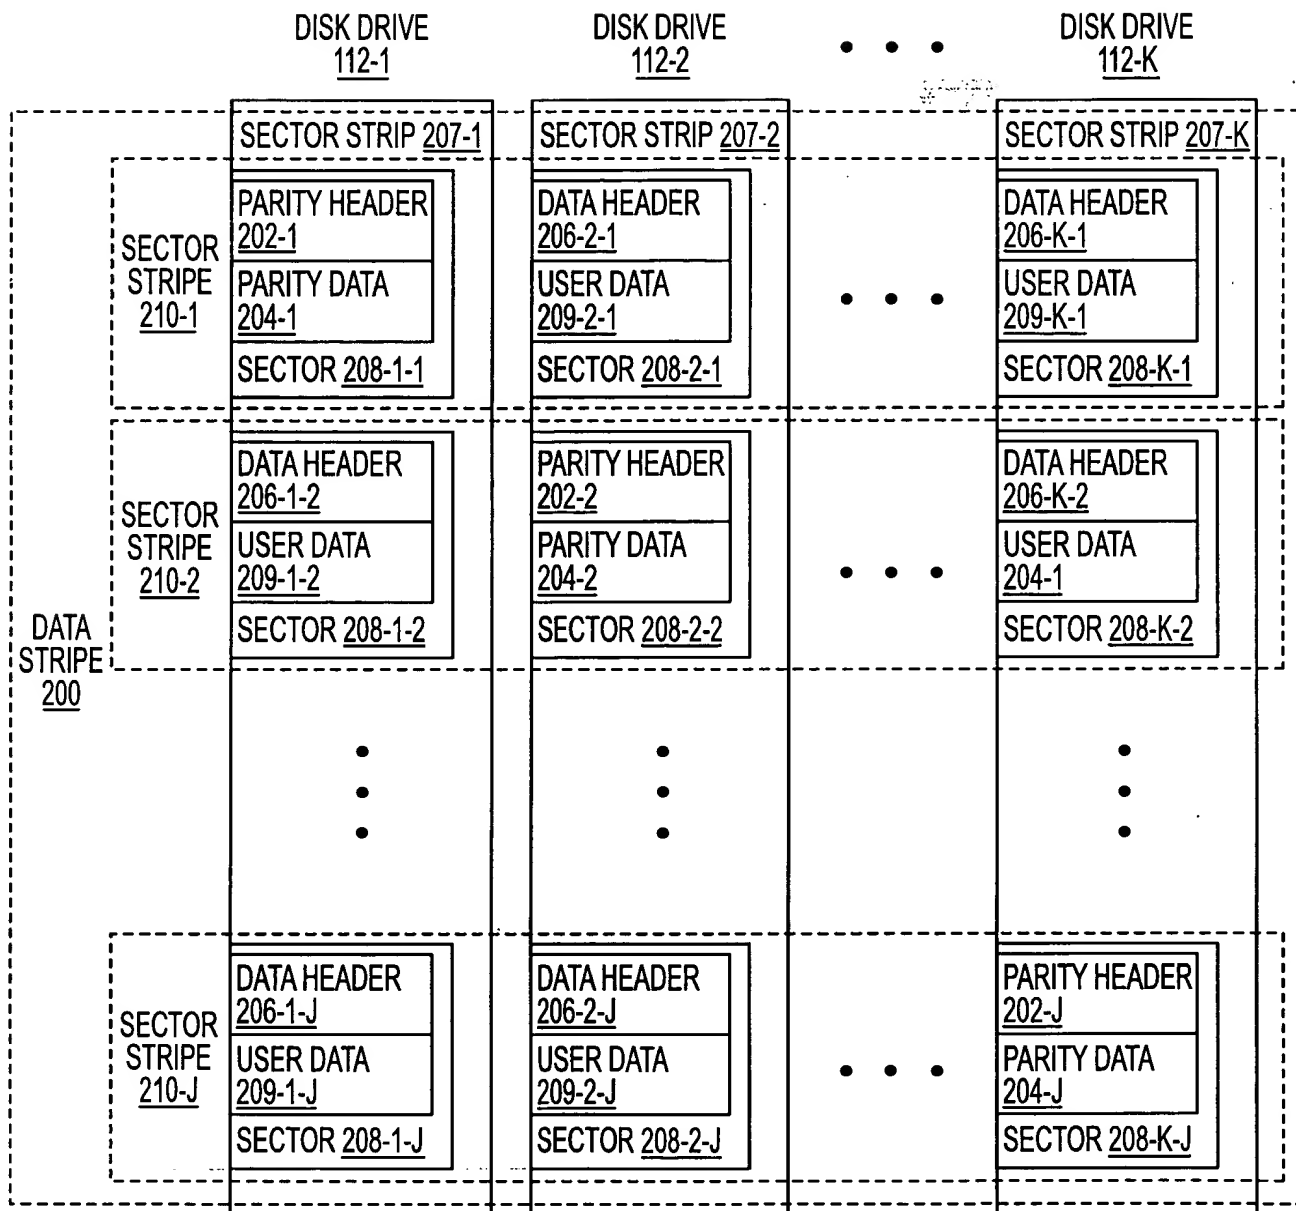 DISK DRIVE
112-1
DISK DRIVE
112-2
DISK DRIVE
112-K
SECTOR STRIP 207-1
SECTOR STRIP 207-2
SECTOR STRIP 207-K
SECTOR
STRIPE
210-1
PARITY HEADER
202-1
PARITY DATA
204-1
SECTOR 208-1-1
DATA HEADER
206-2-1
USER DATA
209-2-1
SECTOR 208-2-1
DATA HEADER
206-K-1
USER DATA
209-K-1
SECTOR 208-K-1
SECTOR
STRIPE
210-2
DATA HEADER
206-1-2
USER DATA
209-1-2
SECTOR 208-1-2
PARITY HEADER
202-2
PARITY DATA
204-2
SECTOR 208-2-2
DATA HEADER
206-K-2
USER DATA
204-1
SECTOR 208-K-2
DATA
STRIPE
200
SECTOR
STRIPE
210-J
DATA HEADER
206-1-J
USER DATA
209-1-J
SECTOR 208-1-J
DATA HEADER
206-2-J
USER DATA
209-2-J
SECTOR 208-2-J
PARITY HEADER
202-J
PARITY DATA
204-J
SECTOR 208-K-J